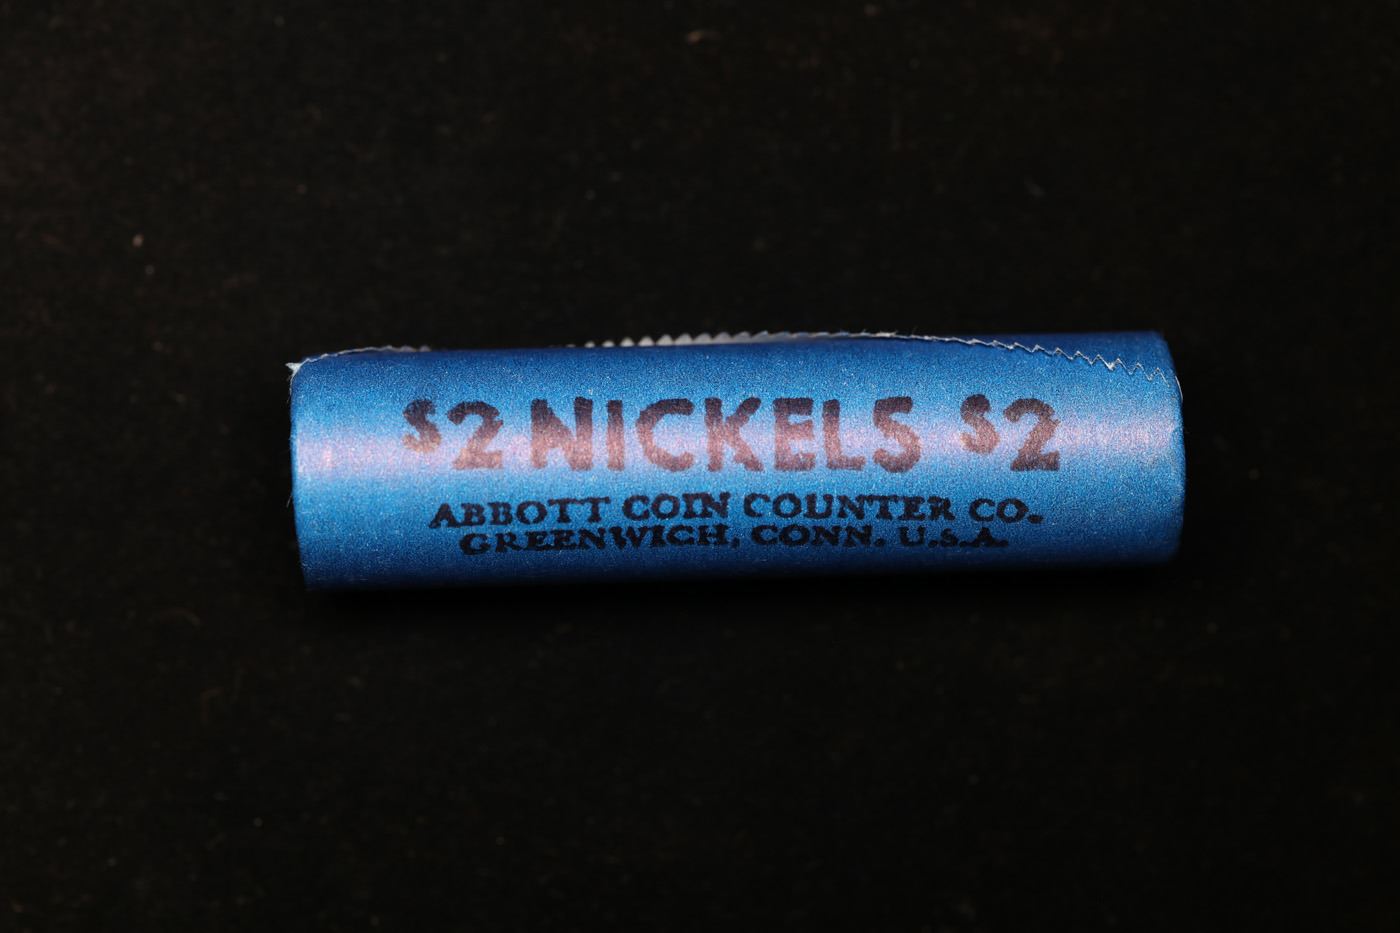 $2 NICKELS $2
ABBOTT COIN COUNTER CO.
GREENWICH, CONN. U.S.A.